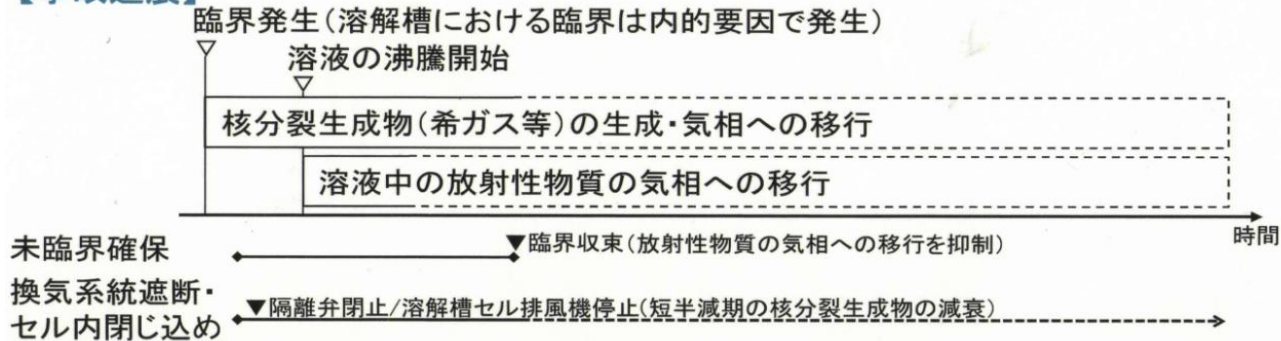 臨界発生(溶解槽における臨界は内的要因で発生)
溶液の沸騰開始
核分裂生成物(希ガス等)の生成・気相への移行
溶液中の放射性物質の気相への移行
時間
未臨界確保
▼臨界収束(放射性物質の気相への移行を抑制)
換気系統遮断・
セル内閉じ込め
▼隔離弁閉止/溶解槽セル排風機停止(短半減期の核分裂生成物の減衰)